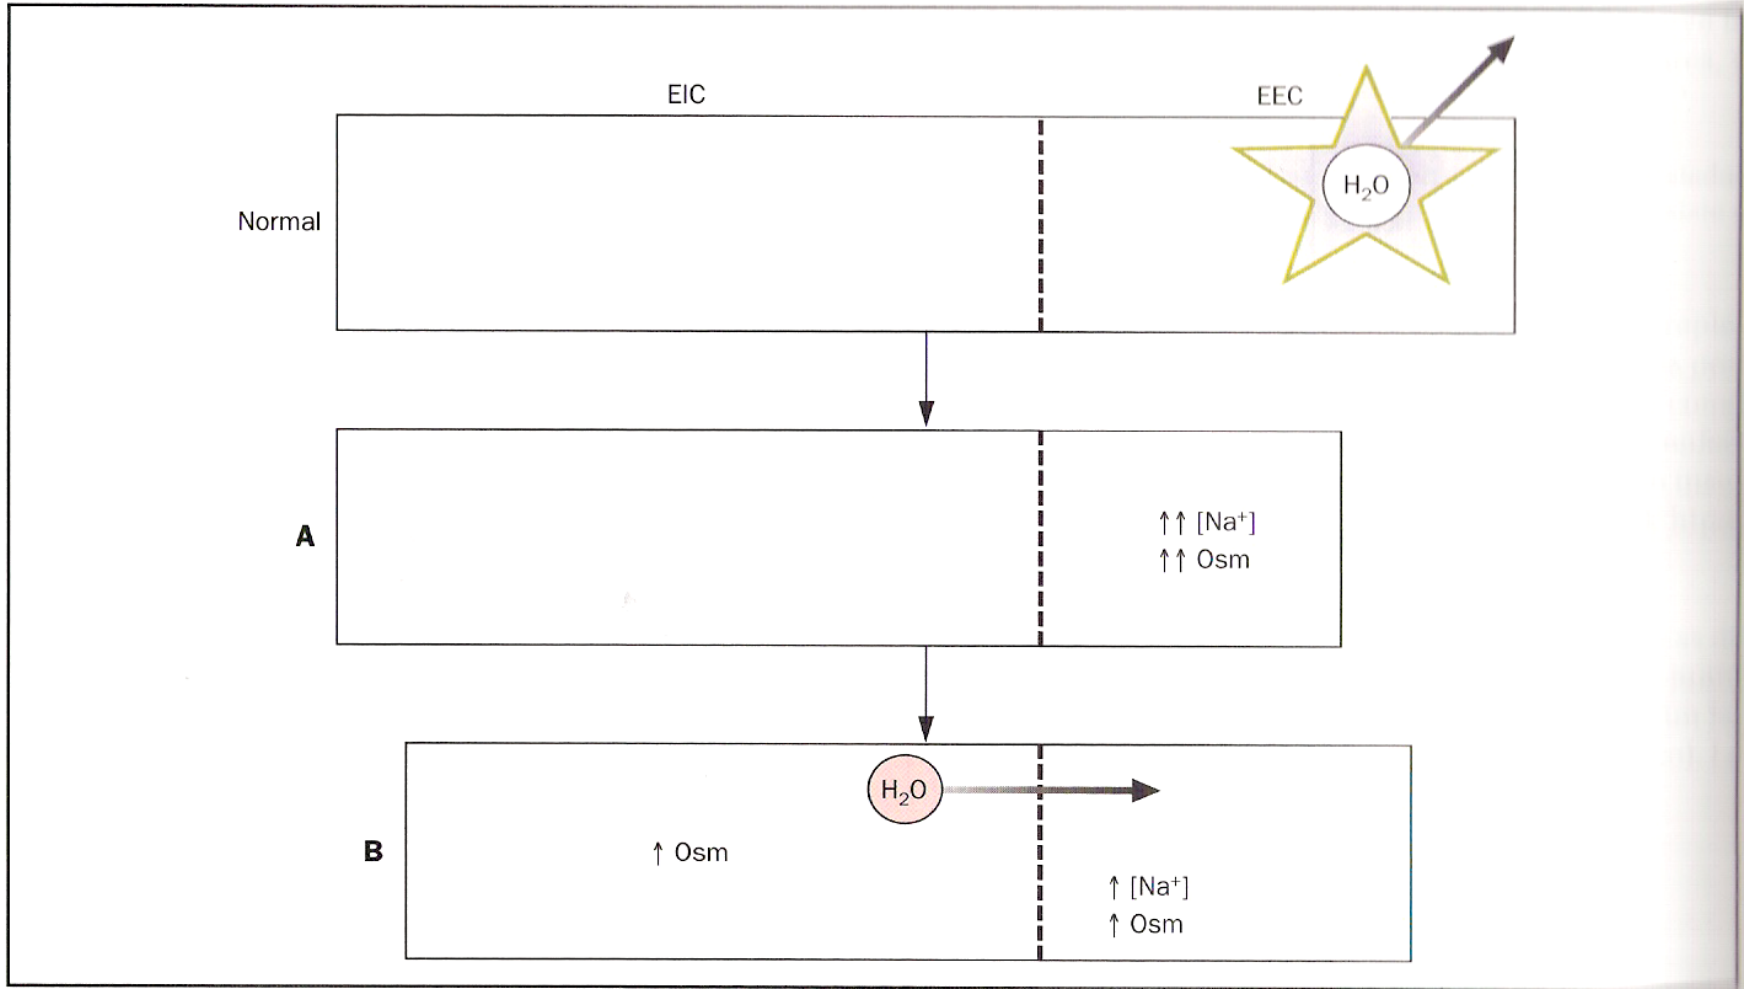 EIC
EEC
H₂O
Normal
A
↑↑ [Na⁺]
↑↑ Osm
H₂O
B
↑ Osm
↑ [Na⁺]
↑ Osm